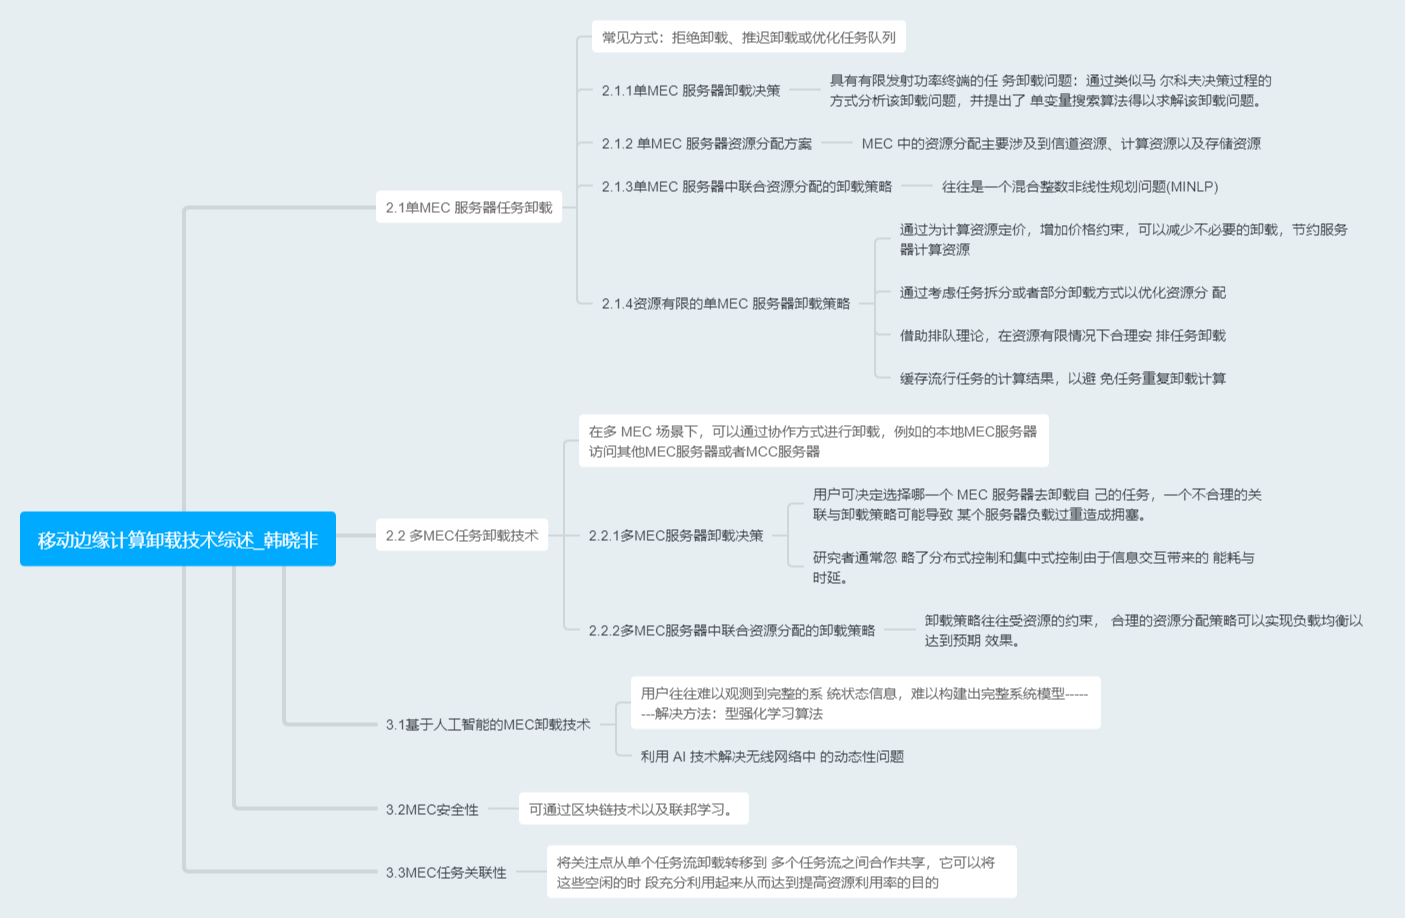 移动边缘计算卸载技术综述_韩晓非
2.1单MEC 服务器任务卸载
常见方式：拒绝卸载、推迟卸载或优化任务队列
2.1.1单MEC 服务器卸载决策
具有有限发射功率终端的任 务卸载问题：通过类似马 尔科夫决策过程的
方式分析该卸载问题，并提出了 单变量搜索算法得以求解该卸载问题。
2.1.2 单MEC 服务器资源分配方案
MEC 中的资源分配主要涉及到信道资源、计算资源以及存储资源
2.1.3单MEC 服务器中联合资源分配的卸载策略
往往是一个混合整数非线性规划问题(MINLP)
2.1.4资源有限的单MEC 服务器卸载策略
通过为计算资源定价，增加价格约束，可以减少不必要的卸载，节约服务
器计算资源
通过考虑任务拆分或者部分卸载方式以优化资源分 配
借助排队理论，在资源有限情况下合理安 排任务卸载
缓存流行任务的计算结果，以避 免任务重复卸载计算
2.2 多MEC任务卸载技术
在多 MEC 场景下，可以通过协作方式进行卸载，例如的本地MEC服务器
访问其他MEC服务器或者MCC服务器
2.2.1多MEC服务器卸载决策
用户可决定选择哪一个 MEC 服务器去卸载自 己的任务，一个不合理的关
联与卸载策略可能导致 某个服务器负载过重造成拥塞。
研究者通常忽 略了分布式控制和集中式控制由于信息交互带来的 能耗与
时延。
2.2.2多MEC服务器中联合资源分配的卸载策略
卸载策略往往受资源的约束， 合理的资源分配策略可以实现负载均衡以
达到预期 效果。
3.1基于人工智能的MEC卸载技术
用户往往难以观测到完整的系 统状态信息，难以构建出完整系统模型-----
---解决方法：型强化学习算法
利用 AI 技术解决无线网络中 的动态性问题
3.2MEC安全性
可通过区块链技术以及联邦学习。
3.3MEC任务关联性
将关注点从单个任务流卸载转移到 多个任务流之间合作共享，它可以将
这些空闲的时 段充分利用起来从而达到提高资源利用率的目的